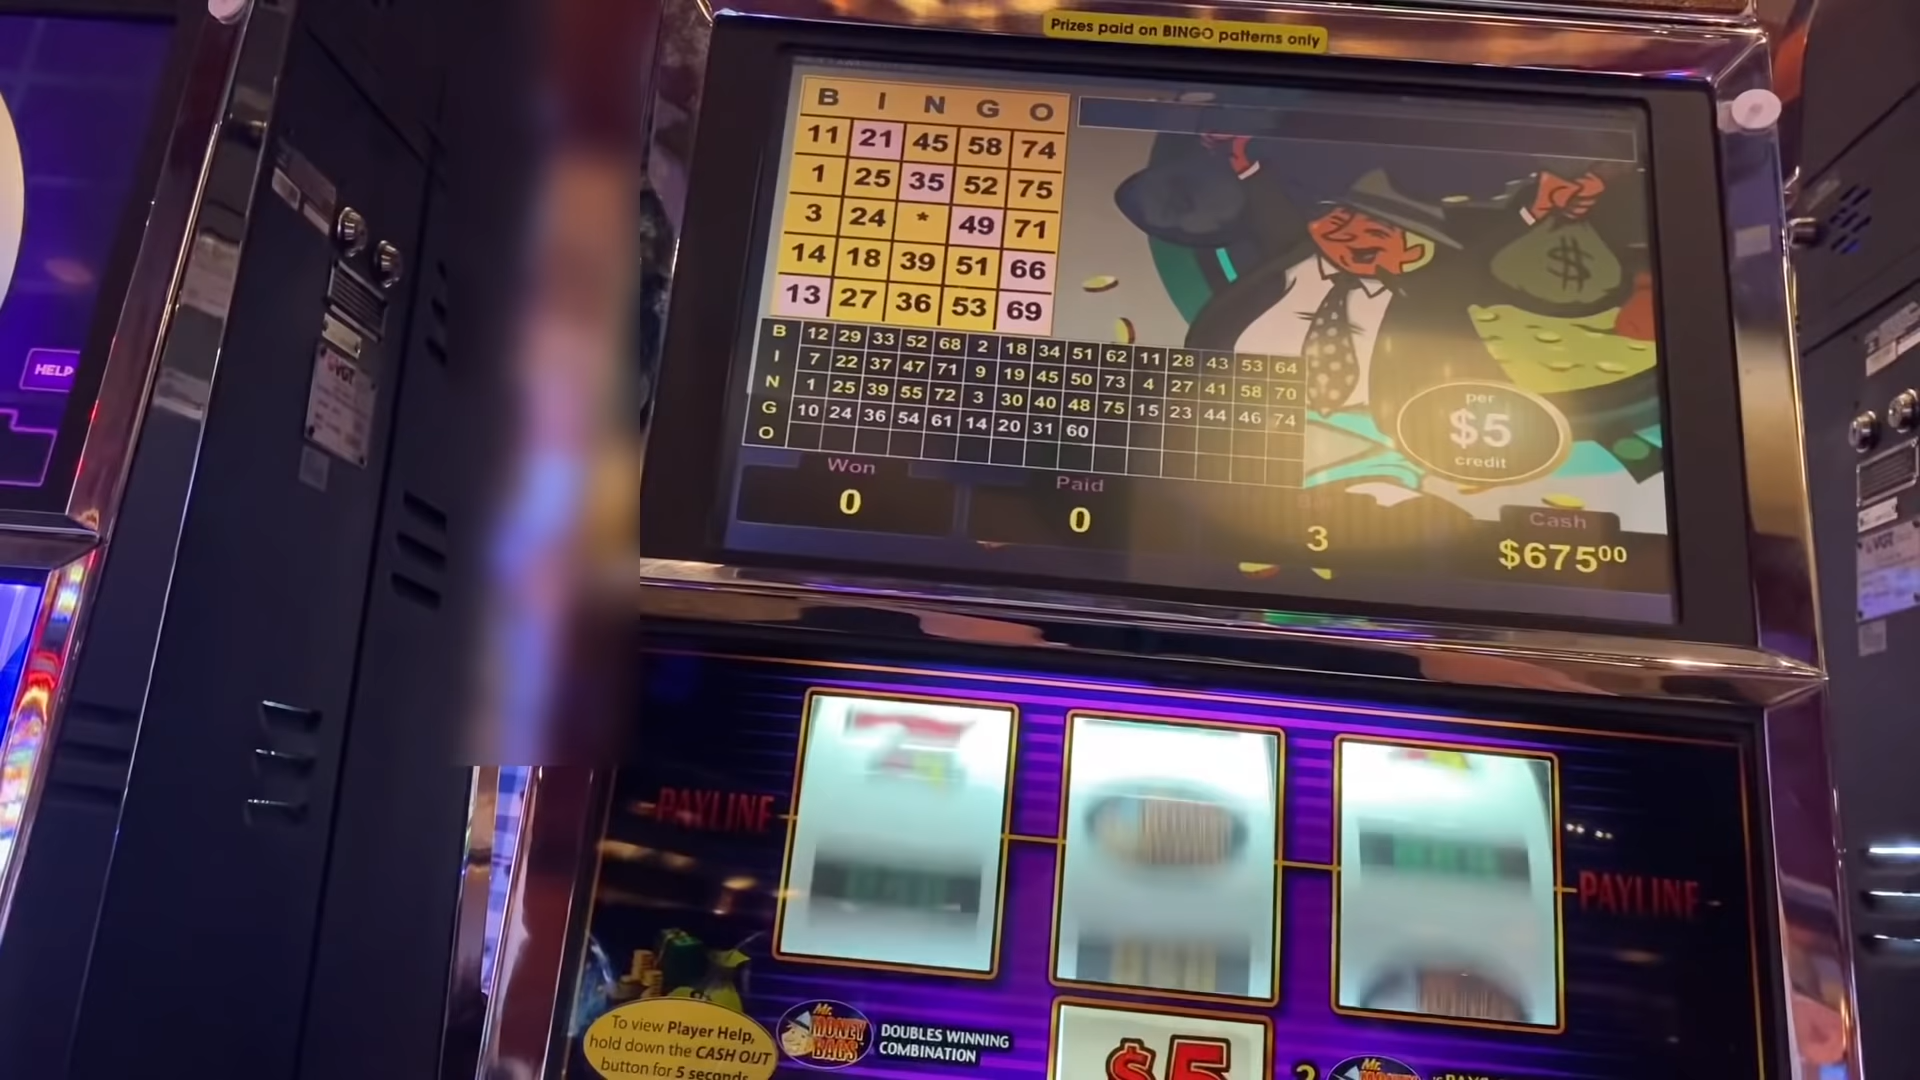 Prizes paid on BINGO patterns only
B I N G O
11 21 45 58 74
1 25 35 52 75
3 24 * 49 71
14 18 39 51 66
13 27 36 53 69
B 12 29 33 52 68 2 18 34 51 62 11 28 43 53 64
I 7 22 37 47 71 9 19 45 50 73 4 27 41 58 70
N 1 25 39 55 72 3 30 40 48 75 15 23 44 46 74
G 10 24 36 54 61 14 20 31 60
O
per
$5
credit
Won
0
Paid
0
3
Cash
$67500
HELP
VGT
VGT
PAYLINE
PAYLINE
To view Player Help,
hold down the CASH OUT
button for 5 seconds
Mr.
MONEY
BAGS
DOUBLES WINNING
COMBINATION
$5
2
Mr.